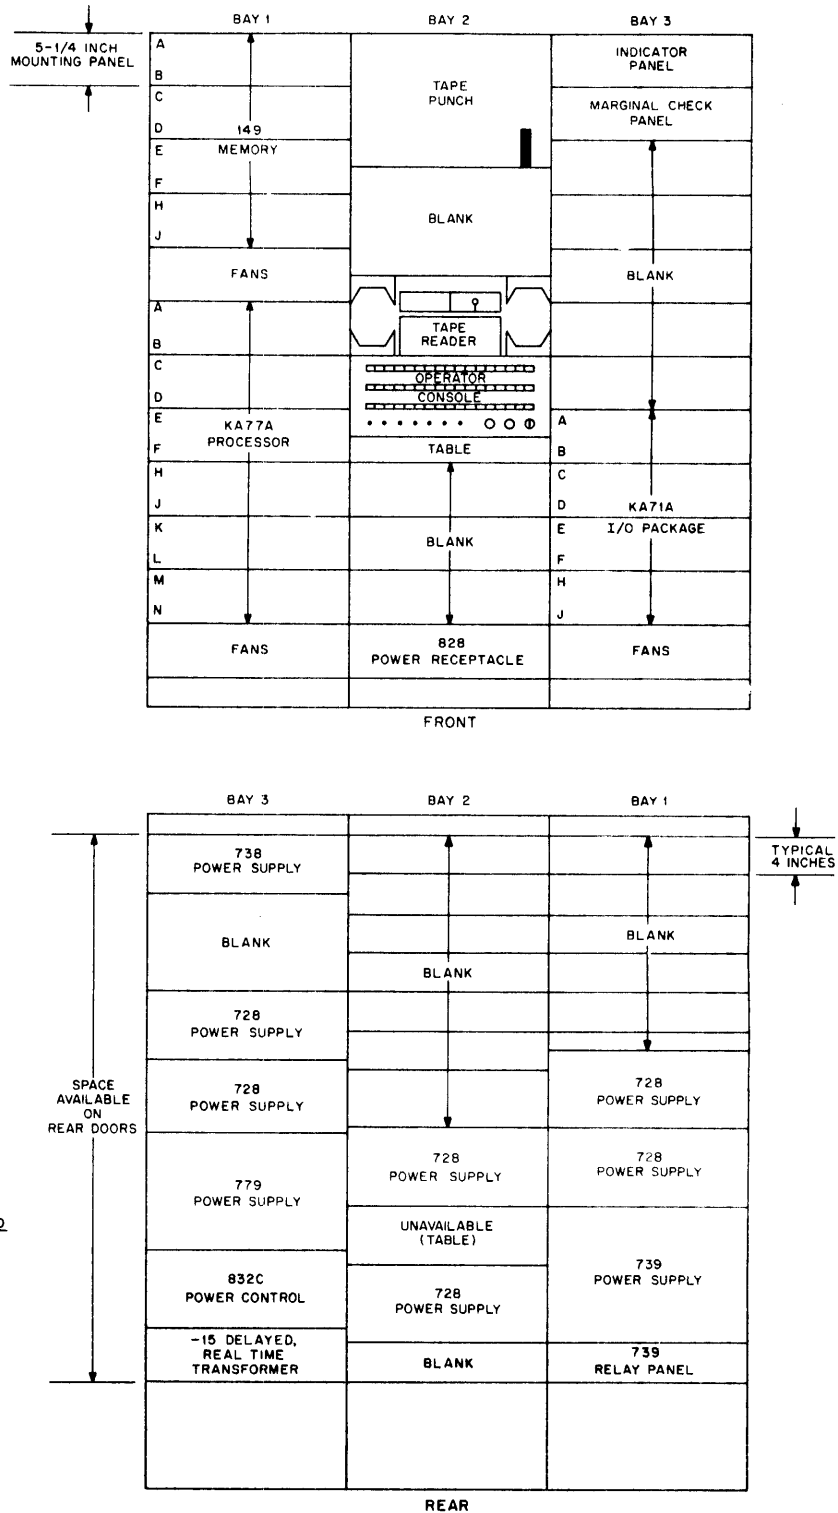 BAY 1 BAY 2 BAY 3
5-1/4 INCH
MOUNTING PANEL
A
B
C
D
E
F
H
J
149
MEMORY
FANS
A
B
C
D
E
F
H
J
K
L
M
N
KA77A
PROCESSOR
FANS
TAPE
PUNCH
BLANK
TAPE
READER
OPERATOR
CONSOLE
TABLE
BLANK
828
POWER RECEPTACLE
INDICATOR
PANEL
MARGINAL CHECK
PANEL
BLANK
A
B
C
D
E
F
H
J
KA71A
I/O PACKAGE
FANS
FRONT
BAY 3 BAY 2 BAY 1
TYPICAL
4 INCHES
SPACE
AVAILABLE
ON
REAR DOORS
738
POWER SUPPLY
BLANK
728
POWER SUPPLY
728
POWER SUPPLY
779
POWER SUPPLY
832C
POWER CONTROL
-15 DELAYED,
REAL TIME
TRANSFORMER
BLANK
728
POWER SUPPLY
UNAVAILABLE
(TABLE)
728
POWER SUPPLY
BLANK
BLANK
728
POWER SUPPLY
728
POWER SUPPLY
739
POWER SUPPLY
739
RELAY PANEL
REAR